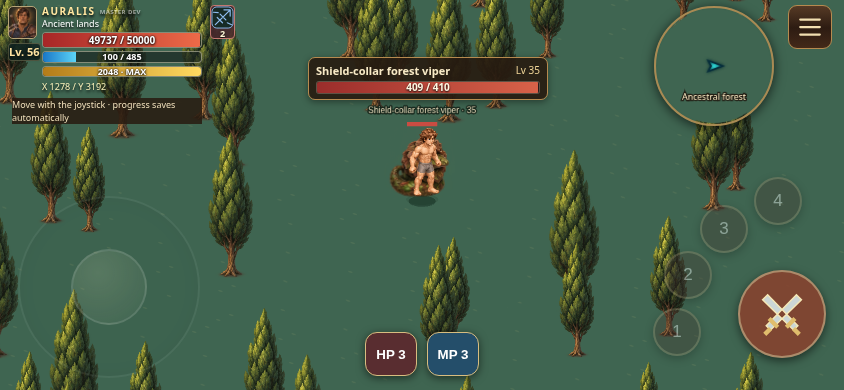 AURALIS MASTER DEV
Ancient lands
49737 / 50000
Lv. 56
100 / 485
2048 · MAX
X 1278 / Y 3192
Move with the joystick · progress saves
automatically
2
Shield-collar forest viper Lv 35
409 / 410
Shield-collar forest viper · 35
Ancestral forest
4
3
2
1
HP 3
MP 3